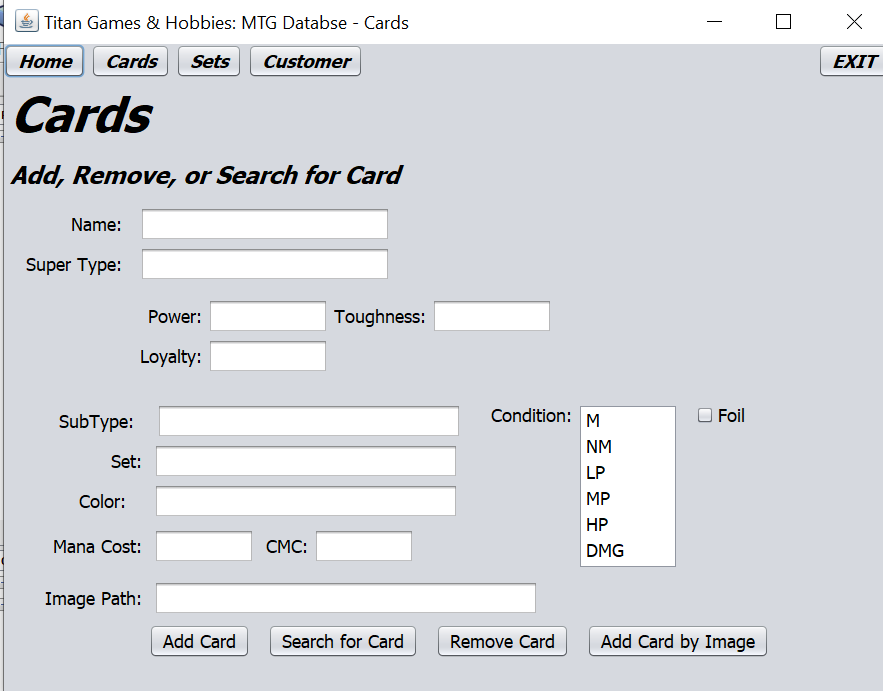 Titan Games & Hobbies: MTG Databse - Cards
Home Cards Sets Customer EXIT
Cards
Add, Remove, or Search for Card
Name:
Super Type:
Power: Toughness:
Loyalty:
SubType: Condition: M Foil
NM
Set: LP
Color: MP
HP
Mana Cost: CMC: DMG
Image Path:
Add Card Search for Card Remove Card Add Card by Image